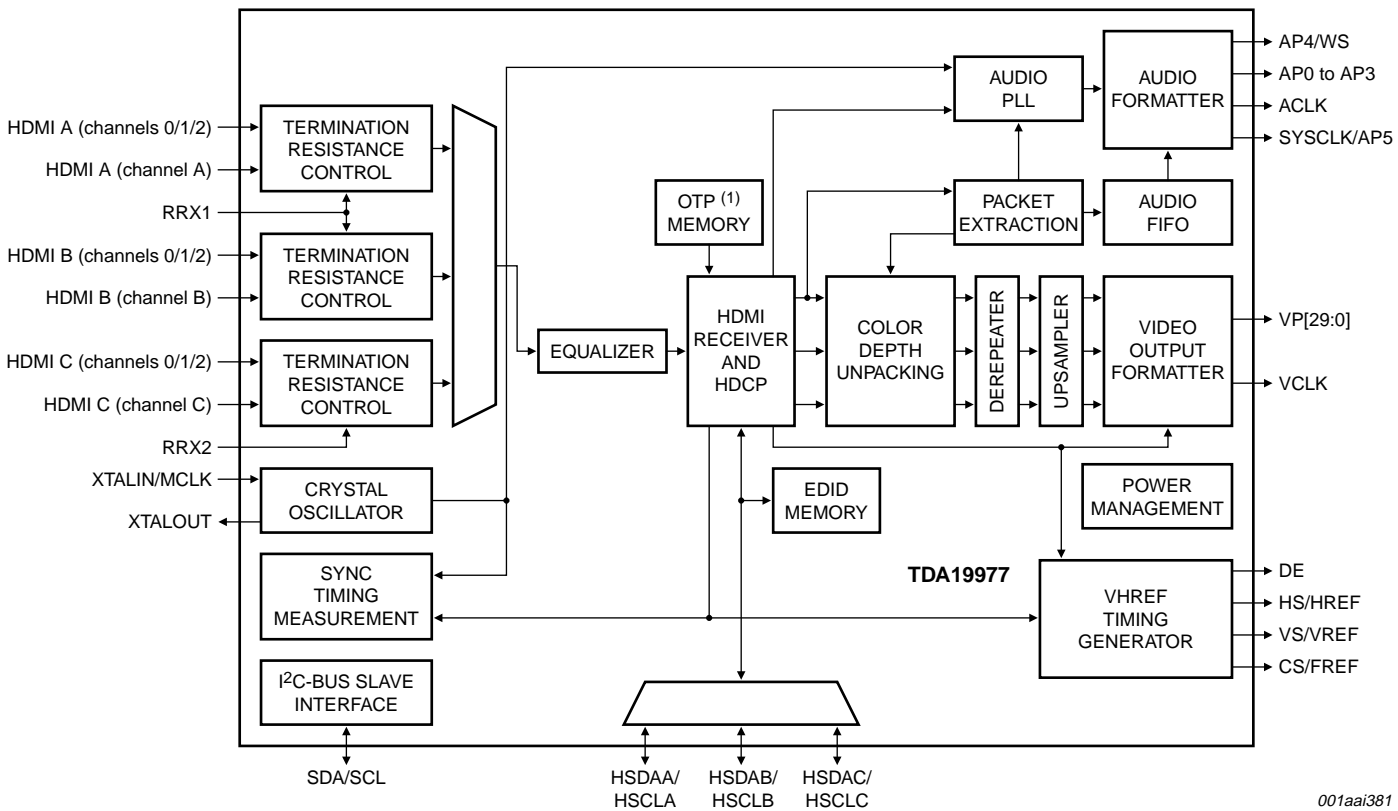 HDMI A (channels 0/1/2)
HDMI A (channel A)
RRX1
HDMI B (channels 0/1/2)
HDMI B (channel B)
HDMI C (channels 0/1/2)
HDMI C (channel C)
RRX2
XTALIN/MCLK
XTALOUT
TERMINATION
RESISTANCE
CONTROL
TERMINATION
RESISTANCE
CONTROL
TERMINATION
RESISTANCE
CONTROL
CRYSTAL
OSCILLATOR
SYNC
TIMING
MEASUREMENT
I2C-BUS SLAVE
INTERFACE
SDA/SCL
EQUALIZER
OTP (1)
MEMORY
HDMI
RECEIVER
AND
HDCP
EDID
MEMORY
HSDAA/
HSCLA
HSDAB/
HSCLB
HSDAC/
HSCLC
AUDIO
PLL
AUDIO
FORMATTER
PACKET
EXTRACTION
AUDIO
FIFO
COLOR
DEPTH
UNPACKING
DEREPEATER
UPSAMPLER
VIDEO
OUTPUT
FORMATTER
POWER
MANAGEMENT
TDA19977
VHREF
TIMING
GENERATOR
AP4/WS
AP0 to AP3
ACLK
SYSCLK/AP5
VP[29:0]
VCLK
DE
HS/HREF
VS/VREF
CS/FREF
001aai381